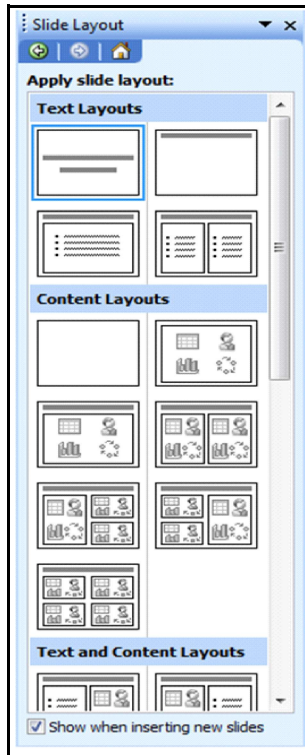 Slide Layout
Apply slide layout:
Text Layouts
Content Layouts
Text and Content Layouts
Show when inserting new slides